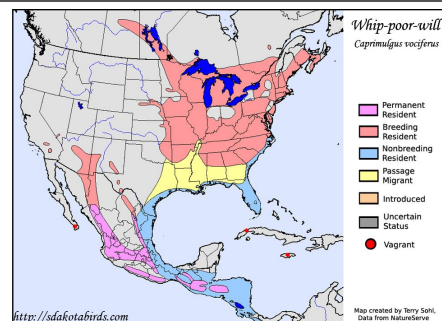 Whip-poor-will
Caprimulgus vociferus
Permanent
Resident
Breeding
Resident
Nonbreeding
Resident
Passage
Migrant
Introduced
Uncertain
Status
Vagrant
http://sdakotabirds.com
Map created by Terry Sohl,
Data from NatureServe